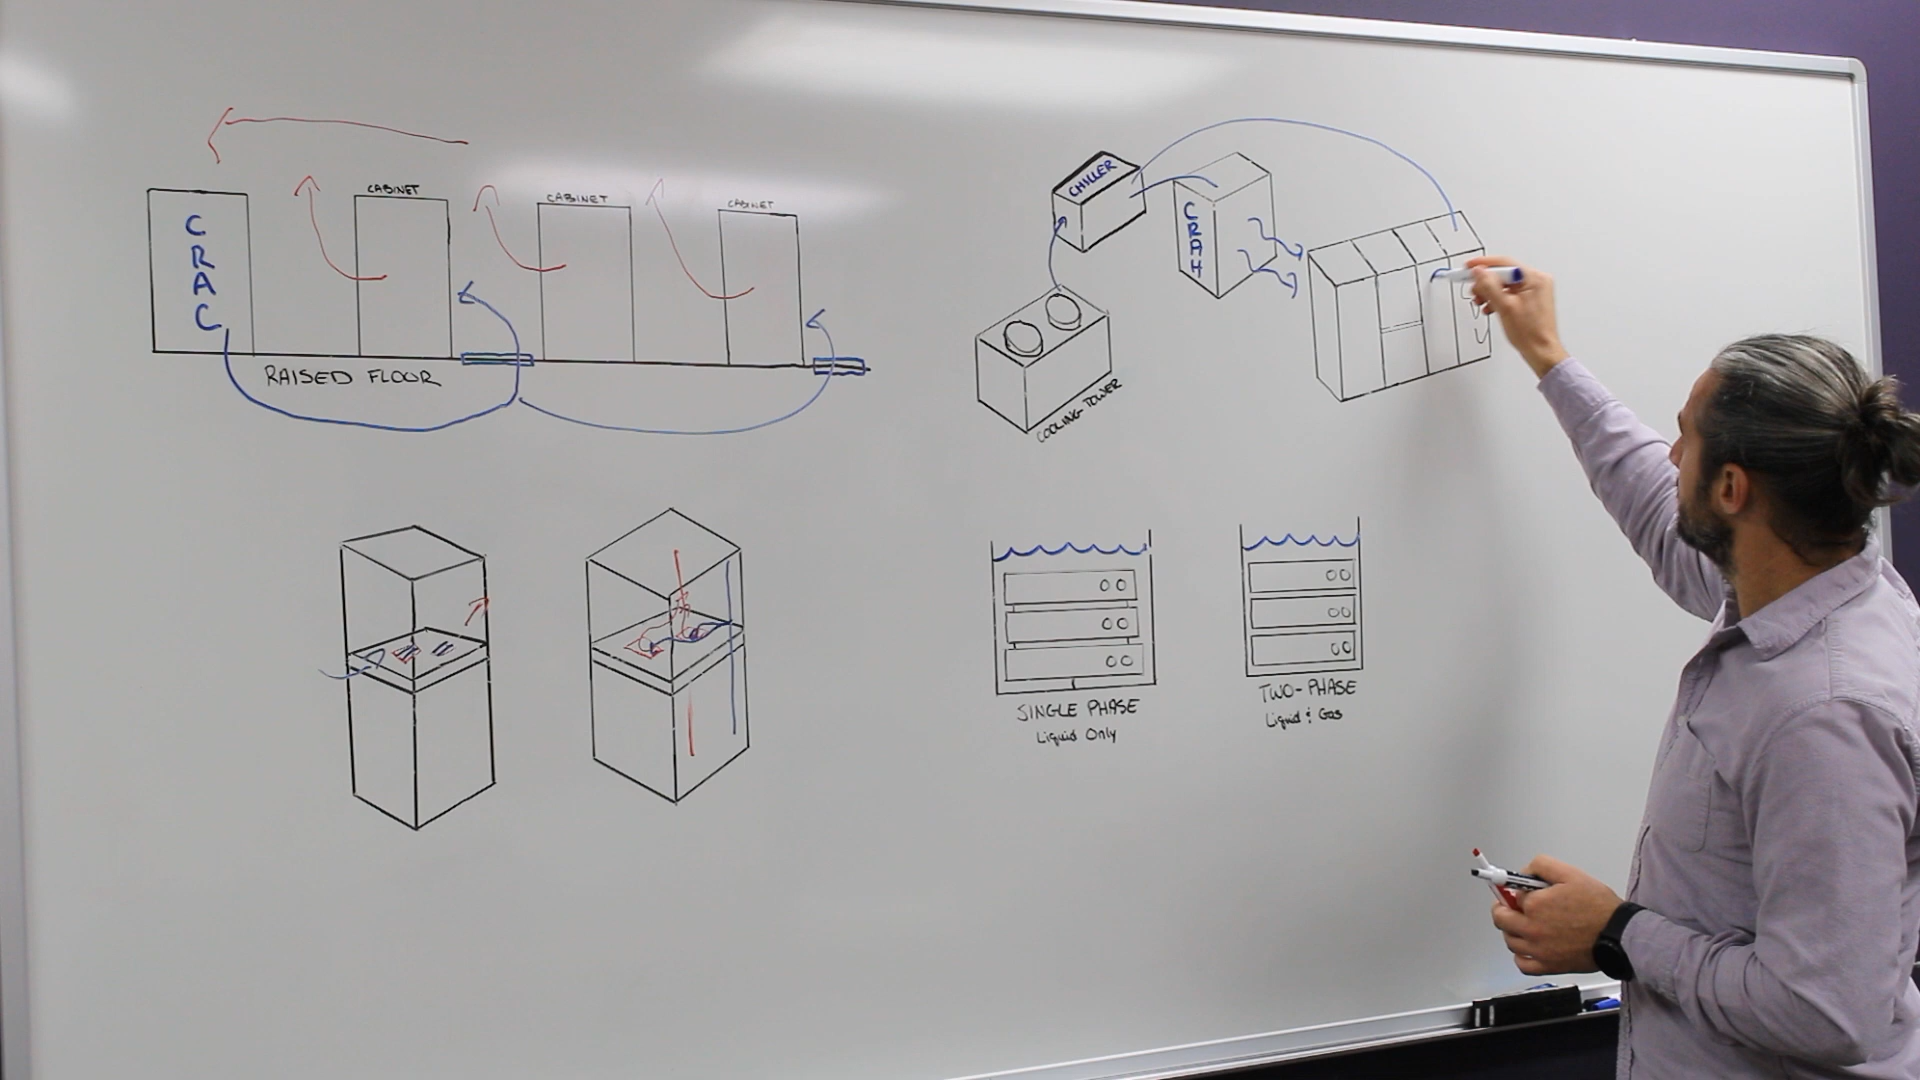 CRAC
CABINET
CABINET
CABINET
RAISED FLOOR
CHILLER
CRAH
COOLING TOWER
SINGLE PHASE
Liquid Only
TWO-PHASE
Liquid & Gas